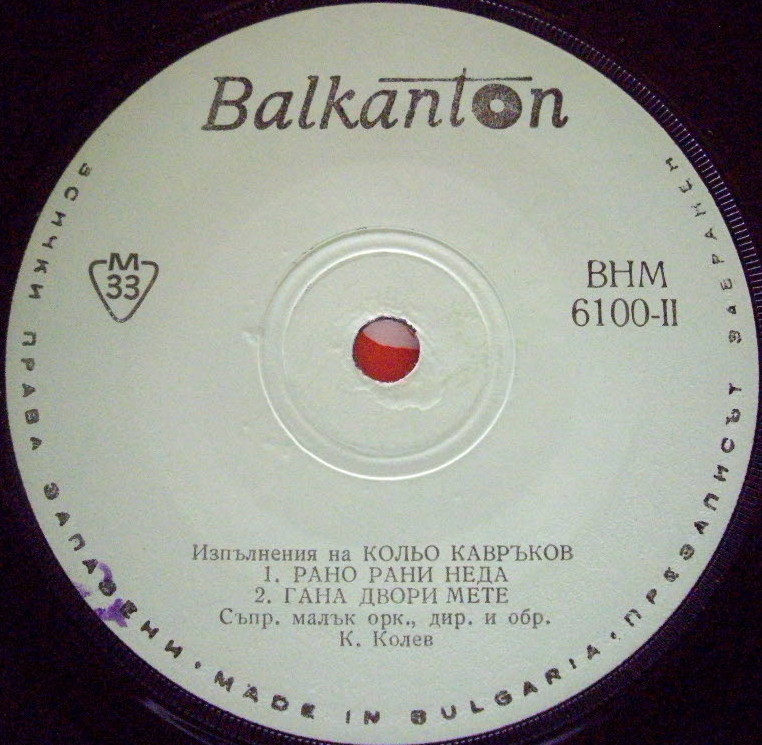 Balkanton
М
33
ВНМ
6100-II
Изпълнения на КОЛЬО КАВРЪКОВ
1. РАНО РАНИ НЕДА
2. ГАНА ДВОРИ МЕТЕ
Съпр. малък орк., дир. и обр.
К. Колев
ВСИЧКИ ПРАВА ЗАПАЗЕНИ · MADE IN BULGARIA · ПРЕЗАПИСЪТ ЗАБРАНЕН